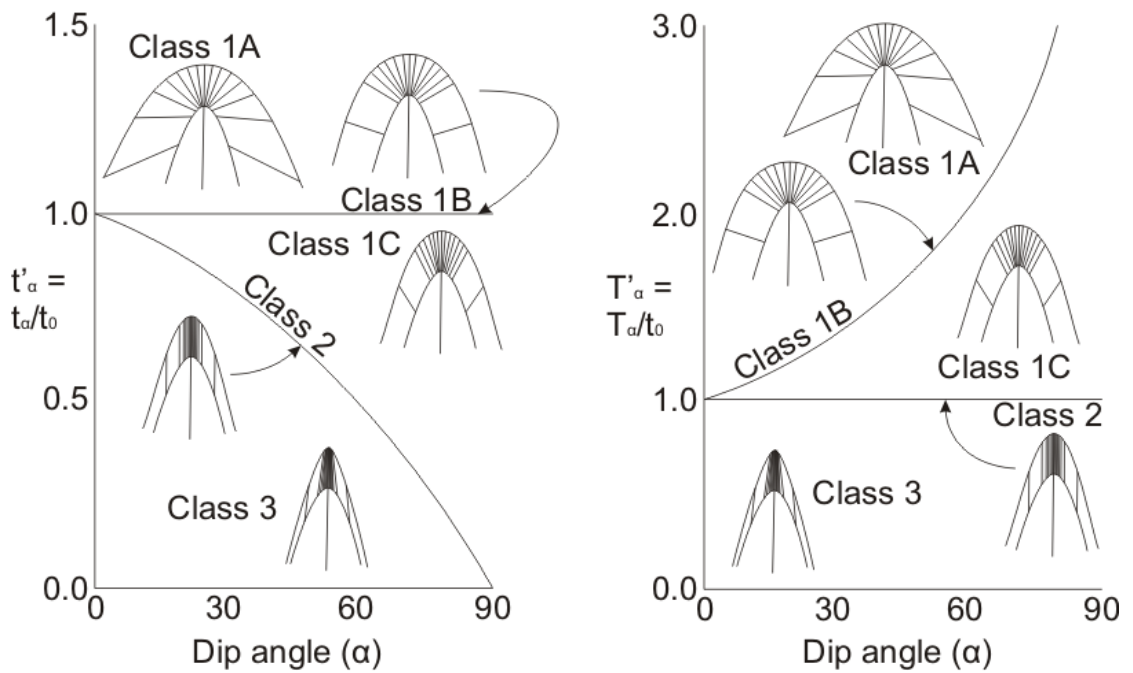 1.5
Class 1A
Class 1B
1.0
Class 1C
t'α =
tα/t0
Class 2
0.5
Class 3
0.0
0
30
60
90
Dip angle (α)
3.0
Class 1A
2.0
T'α =
Tα/t0
Class 1B
Class 1C
1.0
Class 2
Class 3
0.0
0
30
60
90
Dip angle (α)